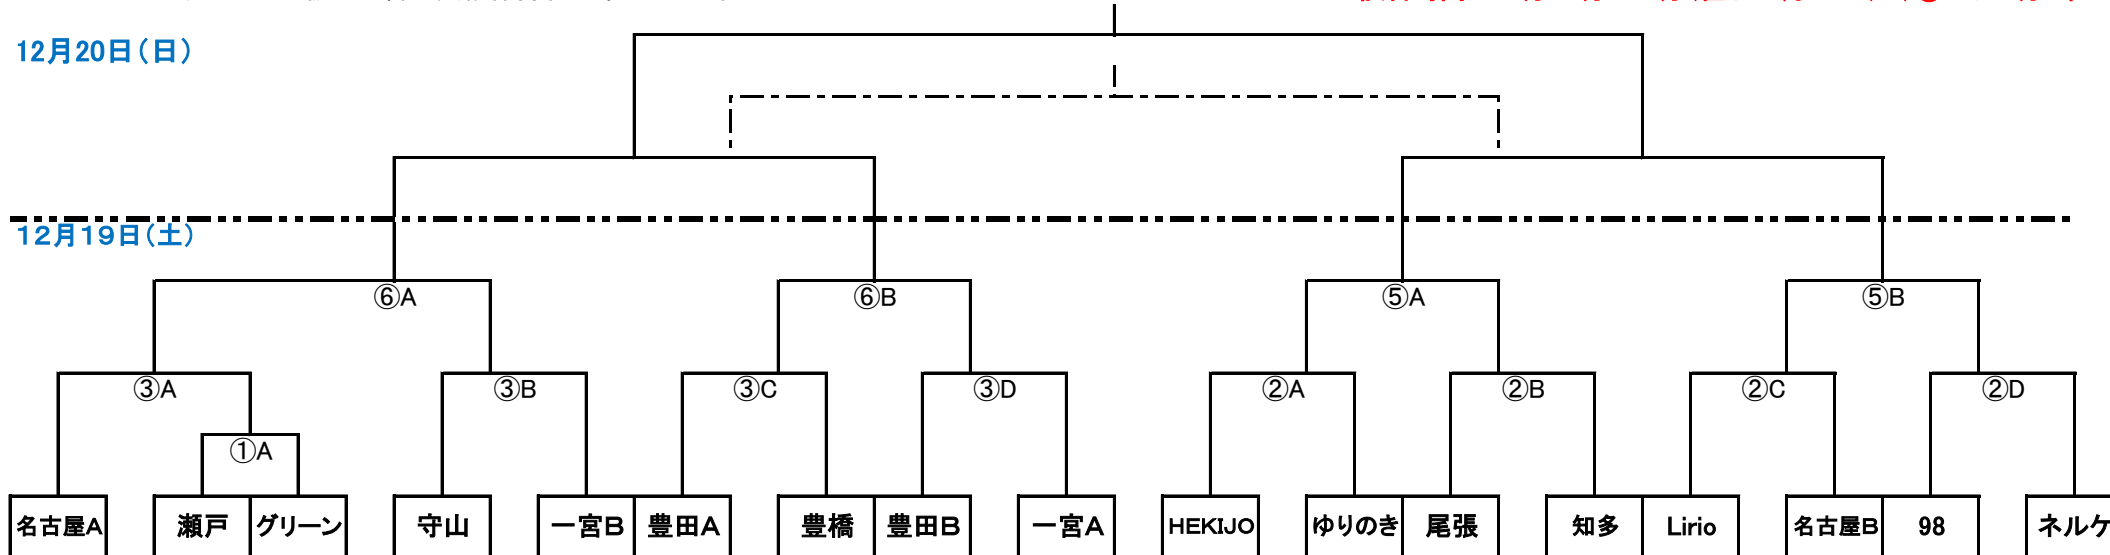 12月20日(日)
12月19日(土)
⑥A
⑥B
⑤A
⑤B
③A
③B
③C
③D
②A
②B
②C
②D
①A
名古屋A
瀬戸
グリーン
守山
一宮B
豊田A
豊橋
豊田B
一宮A
HEKIJO
ゆりのき
尾張
知多
Lirio
名古屋B
98
ネルケ